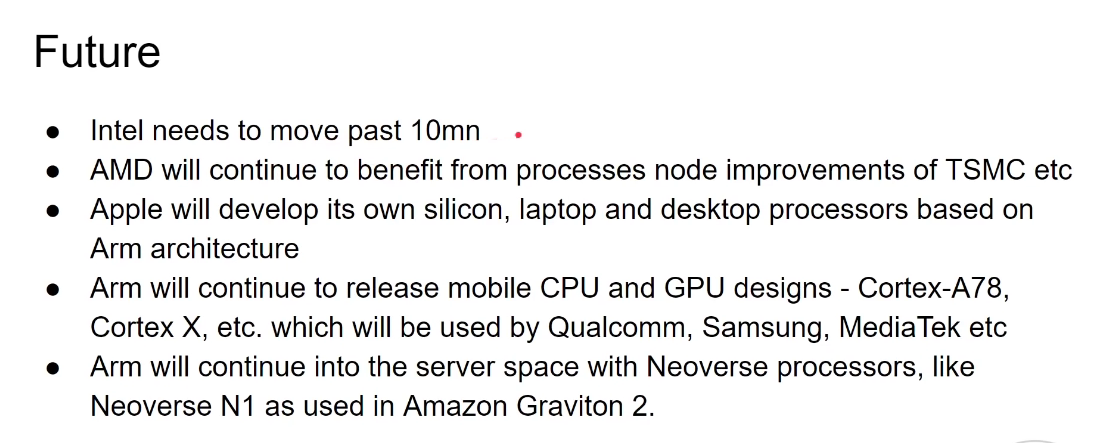 Future
● Intel needs to move past 10mn
● AMD will continue to benefit from processes node improvements of TSMC etc
● Apple will develop its own silicon, laptop and desktop processors based on
Arm architecture
● Arm will continue to release mobile CPU and GPU designs - Cortex-A78,
Cortex X, etc. which will be used by Qualcomm, Samsung, MediaTek etc
● Arm will continue into the server space with Neoverse processors, like
Neoverse N1 as used in Amazon Graviton 2.